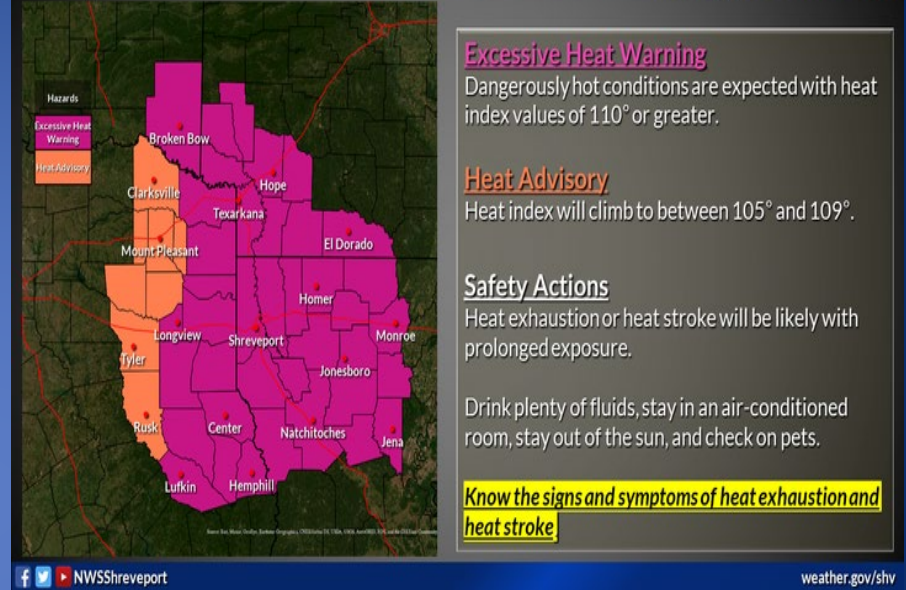 Hazards
Excessive Heat
Warning
Heat Advisory
Broken Bow
Clarksville
Hope
Texarkana
Mount Pleasant
El Dorado
Homer
Longview
Shreveport
Monroe
Tyler
Jonesboro
Rusk
Center
Natchitoches
Jena
Lufkin
Hemphill
Excessive Heat Warning
Dangerously hot conditions are expected with heat
index values of 110° or greater.
Heat Advisory
Heat index will climb to between 105° and 109°.
Safety Actions
Heat exhaustion or heat stroke will be likely with
prolonged exposure.
Drink plenty of fluids, stay in an air-conditioned
room, stay out of the sun, and check on pets.
Know the signs and symptoms of heat exhaustion and
heat stroke
NWSShreveport
weather.gov/shv